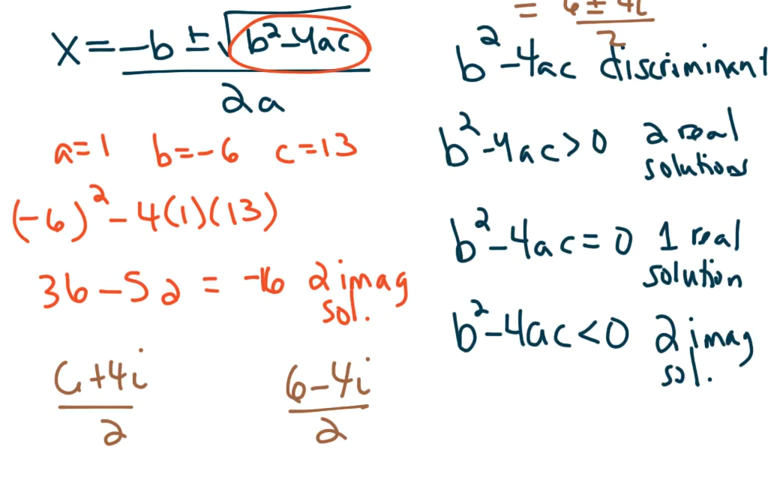 x = -b ± √b²-4ac
2a
a=1 b=-6 c=13
(-6)² - 4(1)(13)
36 - 52 = -16 2 imag
sol.
6+4i
2
6-4i
2
= 6 ± 4i
2
b²-4ac discriminant
b²-4ac > 0 2 real
solutions
b²-4ac = 0 1 real
solution
b²-4ac < 0 2 imag
sol.